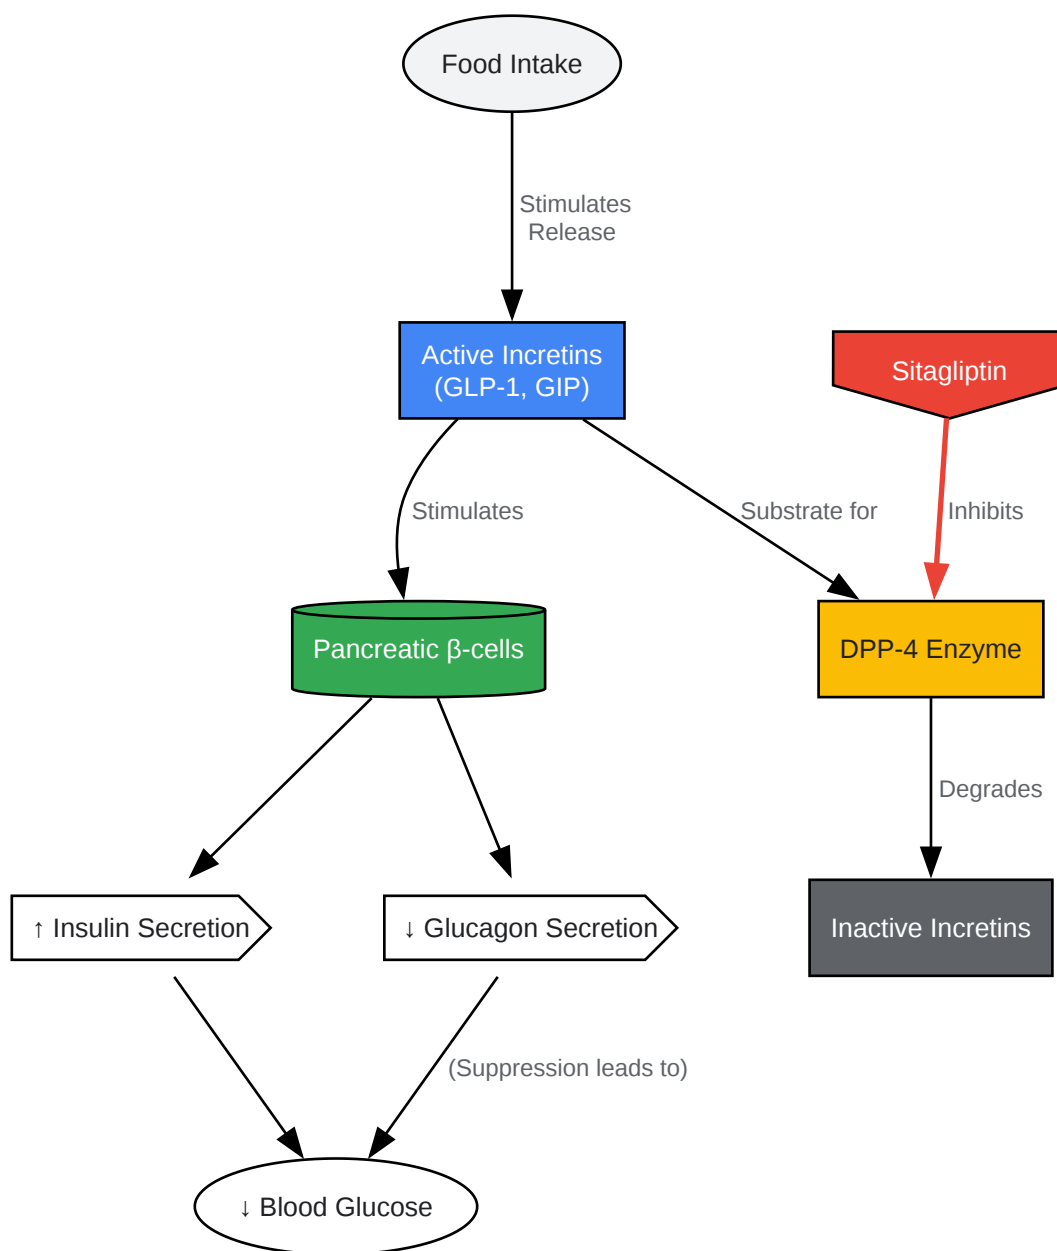 Food Intake
Stimulates
Release
Active Incretins
(GLP-1, GIP)
Sitagliptin
Stimulates
Substrate for
Inhibits
Pancreatic β-cells
DPP-4 Enzyme
Degrades
↑ Insulin Secretion
↓ Glucagon Secretion
Inactive Incretins
(Suppression leads to)
↓ Blood Glucose